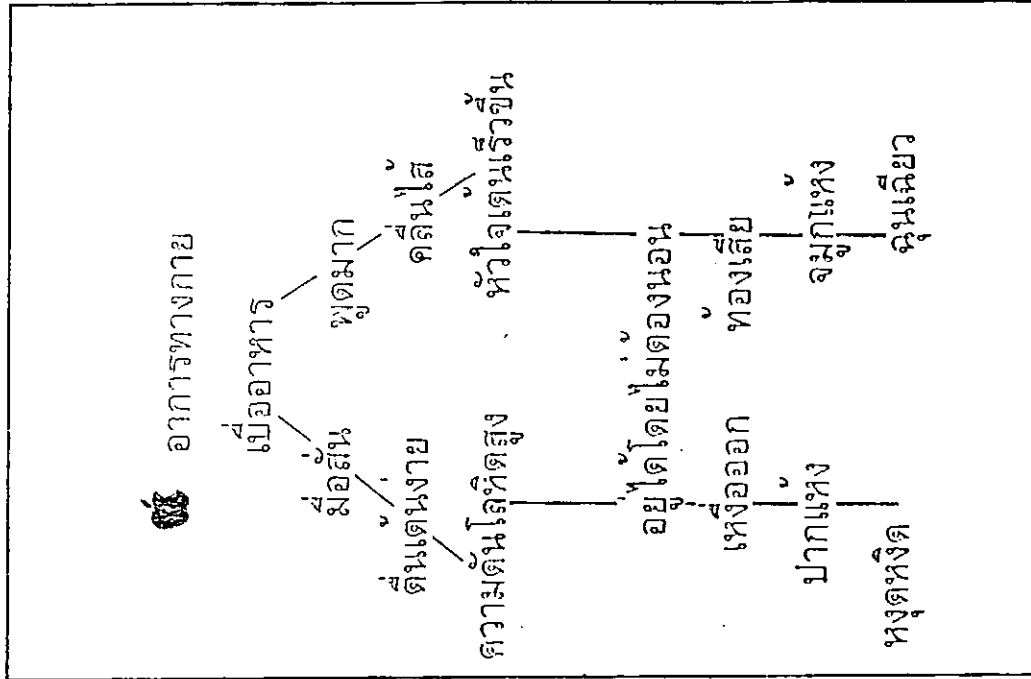 อาการทางกาย
เบื่ออาหาร
มือสั่น พูดมาก
ตื่นเต้นง่าย คลื่นไส้
ความดันโลหิตสูง หัวใจเต้นเร็วขึ้น
อยู่ได้โดยไม่ต้องนอน
เหงื่อออก ท้องเสีย
ปากแห้ง จมูกแห้ง
หงุดหงิด ฉุนเฉียว